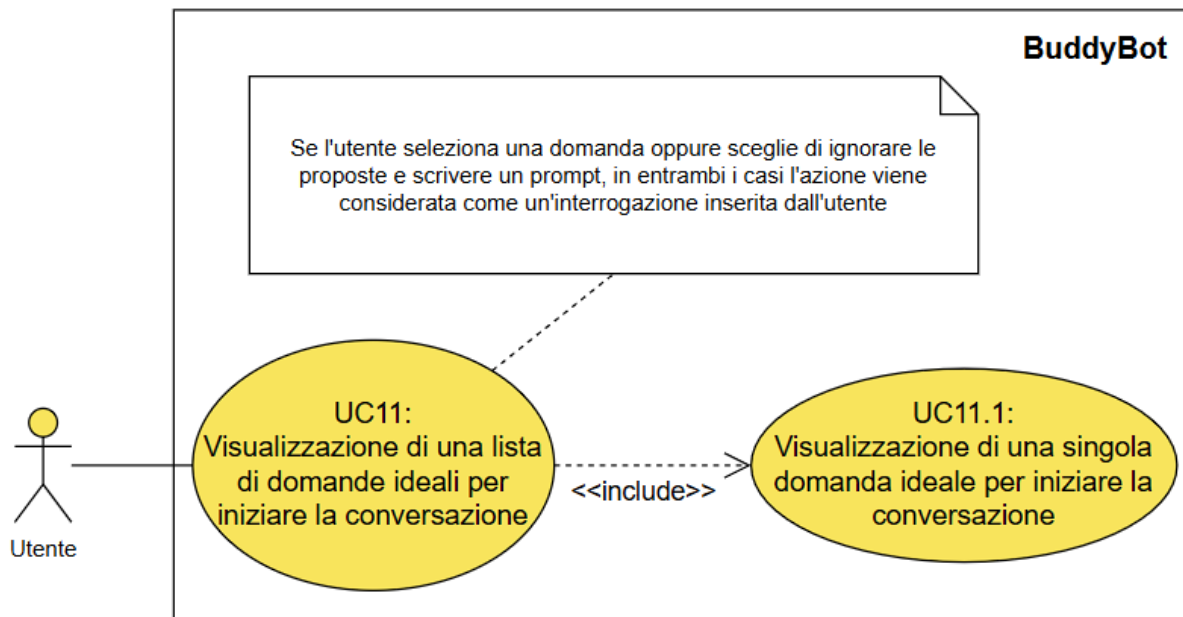 BuddyBot
Se l'utente seleziona una domanda oppure sceglie di ignorare le
proposte e scrivere un prompt, in entrambi i casi l'azione viene
considerata come un'interrogazione inserita dall'utente
UC11:
Visualizzazione di una lista
di domande ideali per
iniziare la conversazione
<<include>>
UC11.1:
Visualizzazione di una singola
domanda ideale per iniziare la
conversazione
Utente